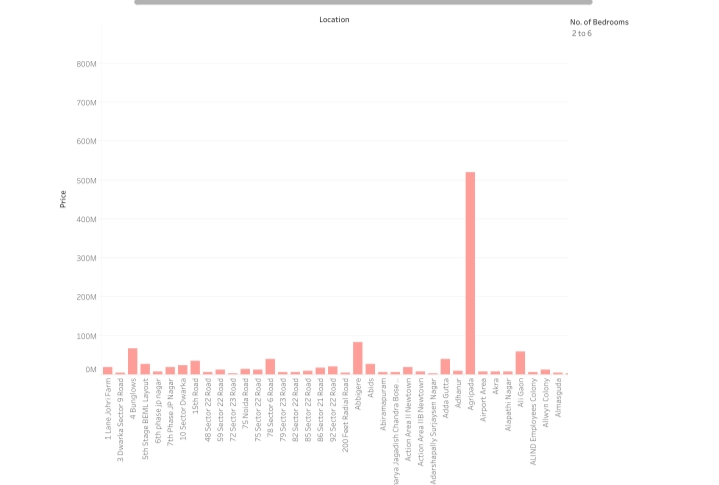 Location
No. of Bedrooms
2 to 6
Price
800M
700M
600M
500M
400M
300M
200M
100M
0M
1 Lane Johri Farm
3 Dwarka Sector 9 Road
4 Bunglows
5th Stage BEML Layout
6th phase jp nagar
7th Phase JP Nagar
10 Sector Dwarka
15th Road
48 Sector 22 Road
59 Sector 22 Road
72 Sector 23 Road
75 Noida Road
75 Sector 22 Road
78 Sector 6 Road
79 Sector 23 Road
82 Sector 22 Road
85 Sector 22 Road
86 Sector 21 Road
92 Sector 22 Road
200 Feet Radial Road
Abbigere
Abids
Abiramapuram
arya Jagadish Chandra Bose ..
Action Area II Newtown
Action Area IIB Newtown
Adarshapally Surjyasen Nagar
Adda Gutta
Adhanur
Agripada
Airport Area
Akra
Alapathi Nagar
Ali Gaon
ALIND Employees Colony
Allwyn Colony
Almasguda